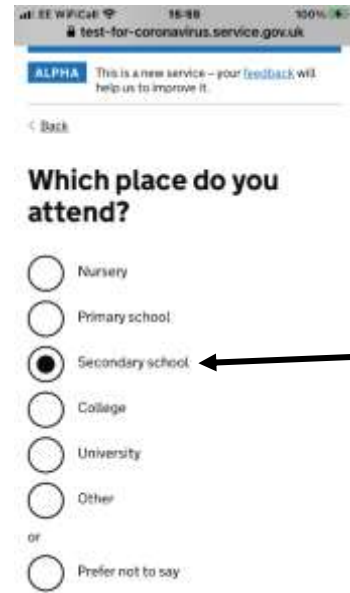 EE WiFiCall 100%
test-for-coronavirus.service.gov.uk
ALPHA This is a new service – your feedback will
help us to improve it.
< Back
Which place do you
attend?
Nursery
Primary school
Secondary school
College
University
Other
or
Prefer not to say